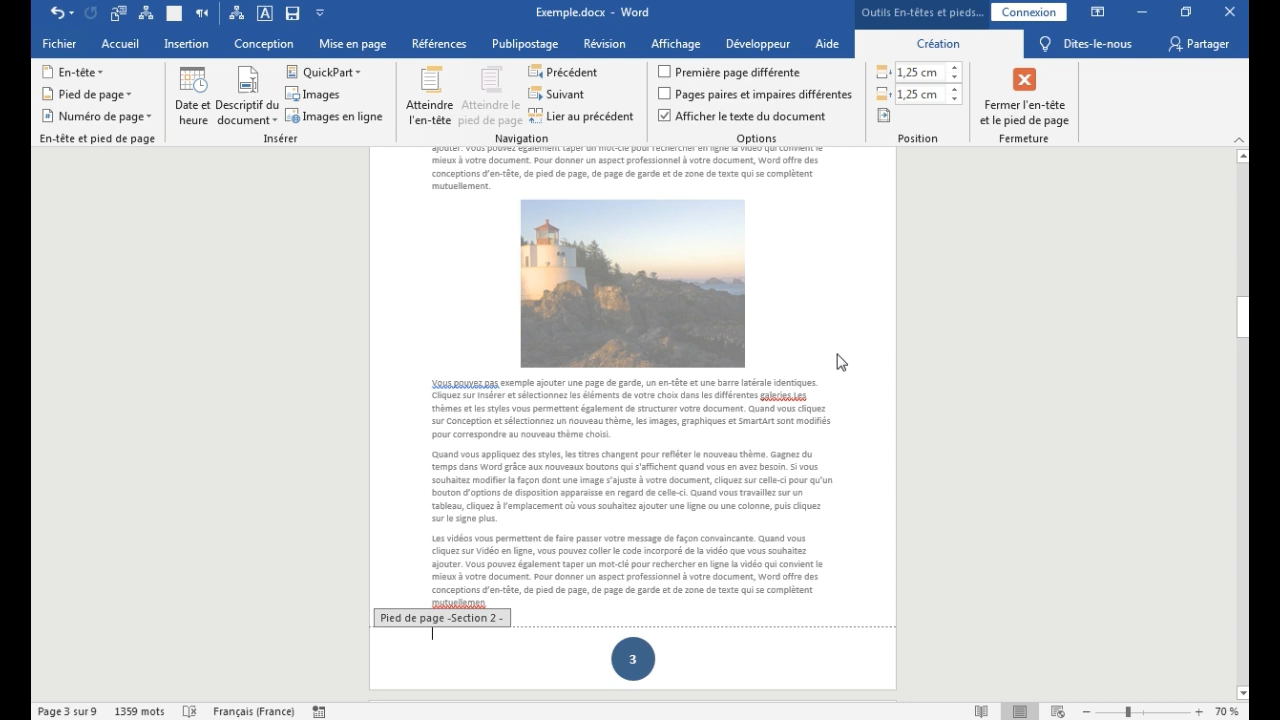 Exemple.docx - Word
Outils En-têtes et pieds...
Connexion
Fichier
Accueil
Insertion
Conception
Mise en page
Références
Publipostage
Révision
Affichage
Développeur
Aide
Création
Dites-le-nous
Partager
En-tête
Pied de page
Numéro de page
En-tête et pied de page
Date et
heure
Descriptif du
document
QuickPart
Images
Images en ligne
Insérer
Atteindre
l'en-tête
Atteindre le
pied de page
Précédent
Suivant
Lier au précédent
Navigation
Première page différente
Pages paires et impaires différentes
Afficher le texte du document
Options
1,25 cm
1,25 cm
Position
Fermer l'en-tête
et le pied de page
Fermeture
ajouter. Vous pouvez également taper un mot-clé pour rechercher en ligne la vidéo qui convient le
mieux à votre document. Pour donner un aspect professionnel à votre document, Word offre des
conceptions d'en-tête, de pied de page, de page de garde et de zone de texte qui se complètent
mutuellement.
Vous pouvez pas exemple ajouter une page de garde, un en-tête et une barre latérale identiques.
Cliquez sur Insérer et sélectionnez les éléments de votre choix dans les différentes galeries.Les
thèmes et les styles vous permettent également de structurer votre document. Quand vous cliquez
sur Conception et sélectionnez un nouveau thème, les images, graphiques et SmartArt sont modifiés
pour correspondre au nouveau thème choisi.
Quand vous appliquez des styles, les titres changent pour refléter le nouveau thème. Gagnez du
temps dans Word grâce aux nouveaux boutons qui s'affichent quand vous en avez besoin. Si vous
souhaitez modifier la façon dont une image s'ajuste à votre document, cliquez sur celle-ci pour qu'un
bouton d'options de disposition apparaisse en regard de celle-ci. Quand vous travaillez sur un
tableau, cliquez à l'emplacement où vous souhaitez ajouter une ligne ou une colonne, puis cliquez
sur le signe plus.
Les vidéos vous permettent de faire passer votre message de façon convaincante. Quand vous
cliquez sur Vidéo en ligne, vous pouvez coller le code incorporé de la vidéo que vous souhaitez
ajouter. Vous pouvez également taper un mot-clé pour rechercher en ligne la vidéo qui convient le
mieux à votre document. Pour donner un aspect professionnel à votre document, Word offre des
conceptions d'en-tête, de pied de page, de page de garde et de zone de texte qui se complètent
mutuellemen.
Pied de page -Section 2 -
3
Page 3 sur 9
1359 mots
Français (France)
70 %